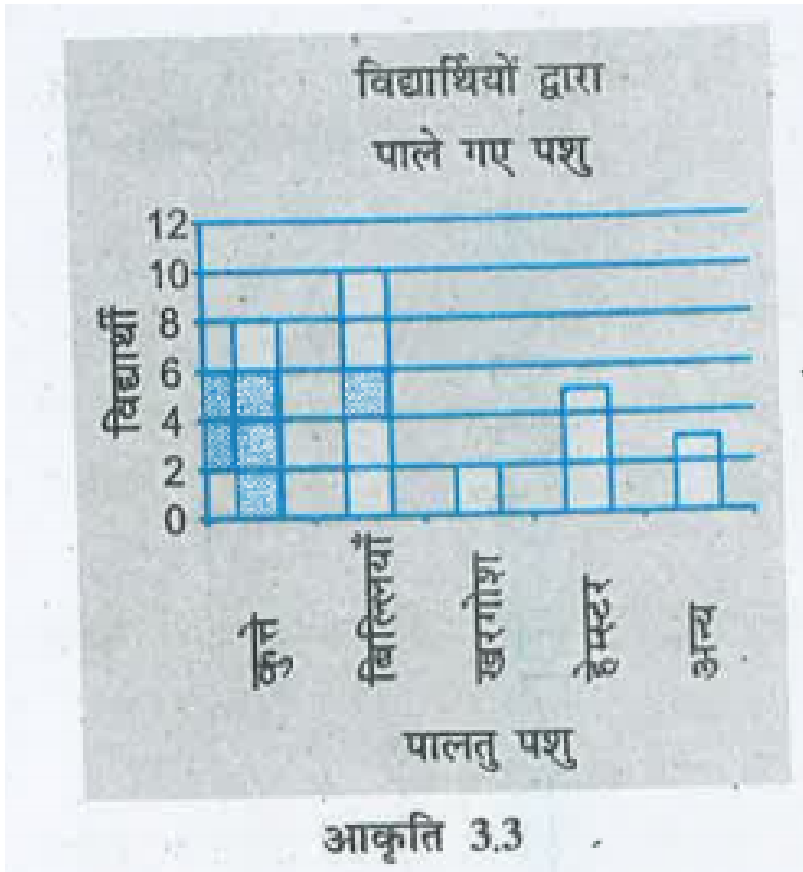 विद्यार्थियों द्वारा
पाले गए पशु
12
10
8
6
4
2
0
विद्यार्थी
कुत्ते
बिल्लियाँ
खरगोश
हेम्स्टर
अन्य
पालतु पशु
आकृति 3.3